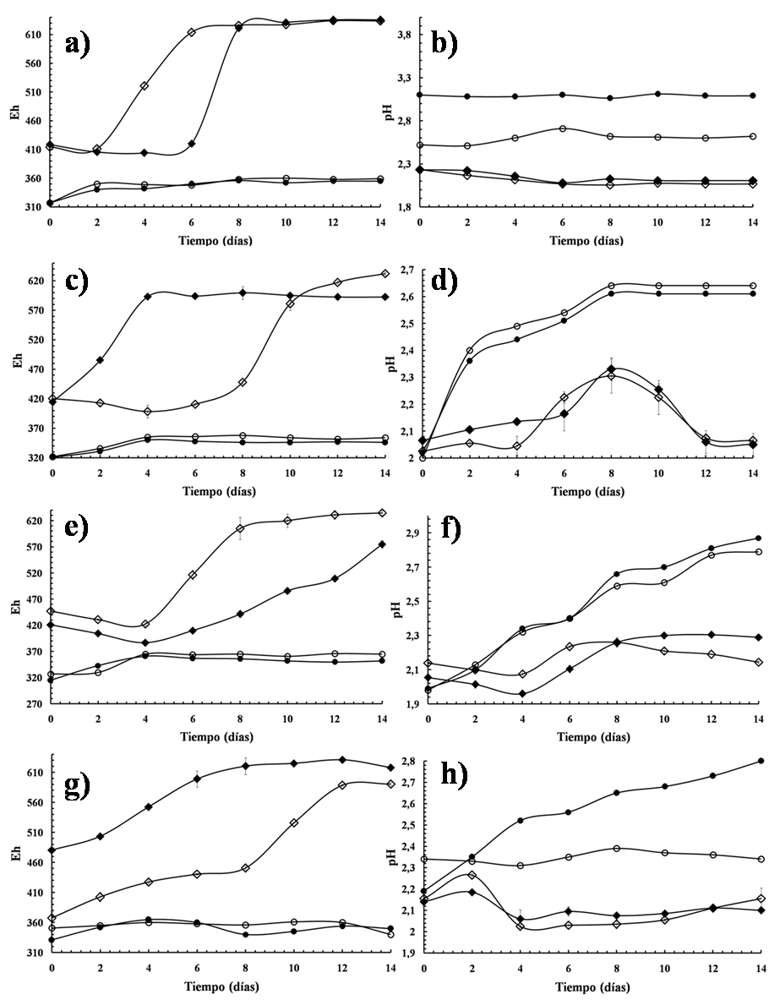 a)
610
560
510
460
410
360
310
Eh
0 2 4 6 8 10 12 14
Tiempo (días)
b)
3,8
3,3
2,8
2,3
1,8
pH
0 2 4 6 8 10 12 14
Tiempo (días)
c)
620
570
520
470
420
370
320
Eh
0 2 4 6 8 10 12 14
Tiempo (días)
d)
2,7
2,6
2,5
2,4
2,3
2,2
2,1
2
pH
0 2 4 6 8 10 12 14
Tiempo (días)
e)
620
570
520
470
420
370
320
270
Eh
0 2 4 6 8 10 12 14
Tiempo (días)
f)
2,9
2,7
2,5
2,3
2,1
1,9
pH
0 2 4 6 8 10 12 14
Tiempo (días)
g)
610
560
510
460
410
360
310
Eh
0 2 4 6 8 10 12 14
Tiempo (días)
h)
2,8
2,7
2,6
2,5
2,4
2,3
2,2
2,1
2
1,9
pH
0 2 4 6 8 10 12 14
Tiempo (días)